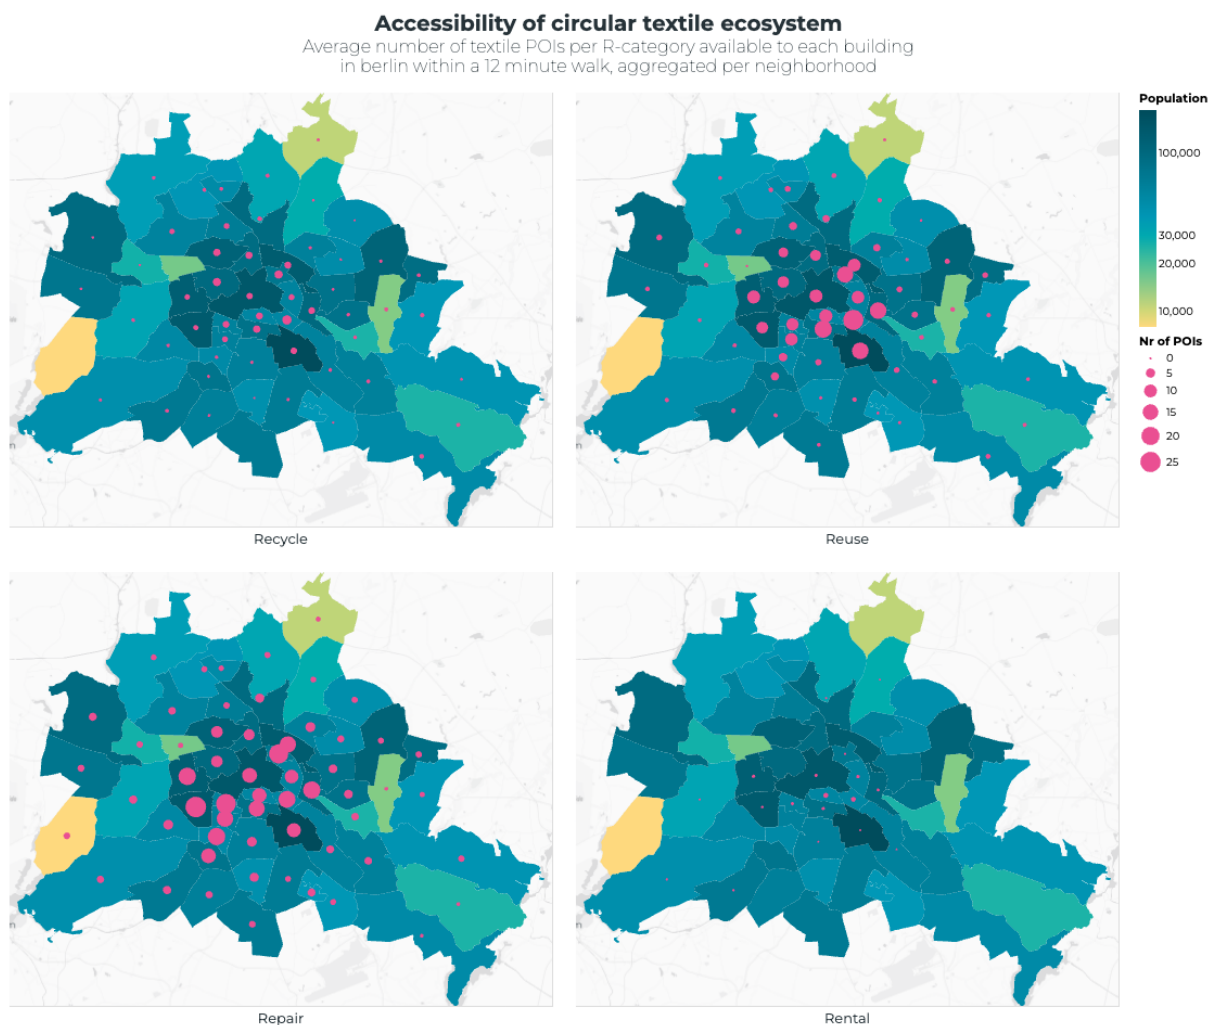 Accessibility of circular textile ecosystem
Average number of textile POIs per R-category available to each building
in berlin within a 12 minute walk, aggregated per neighborhood
Population
100,000
30,000
20,000
10,000
Nr of POIs
0
5
10
15
20
25
Recycle
Reuse
Repair
Rental